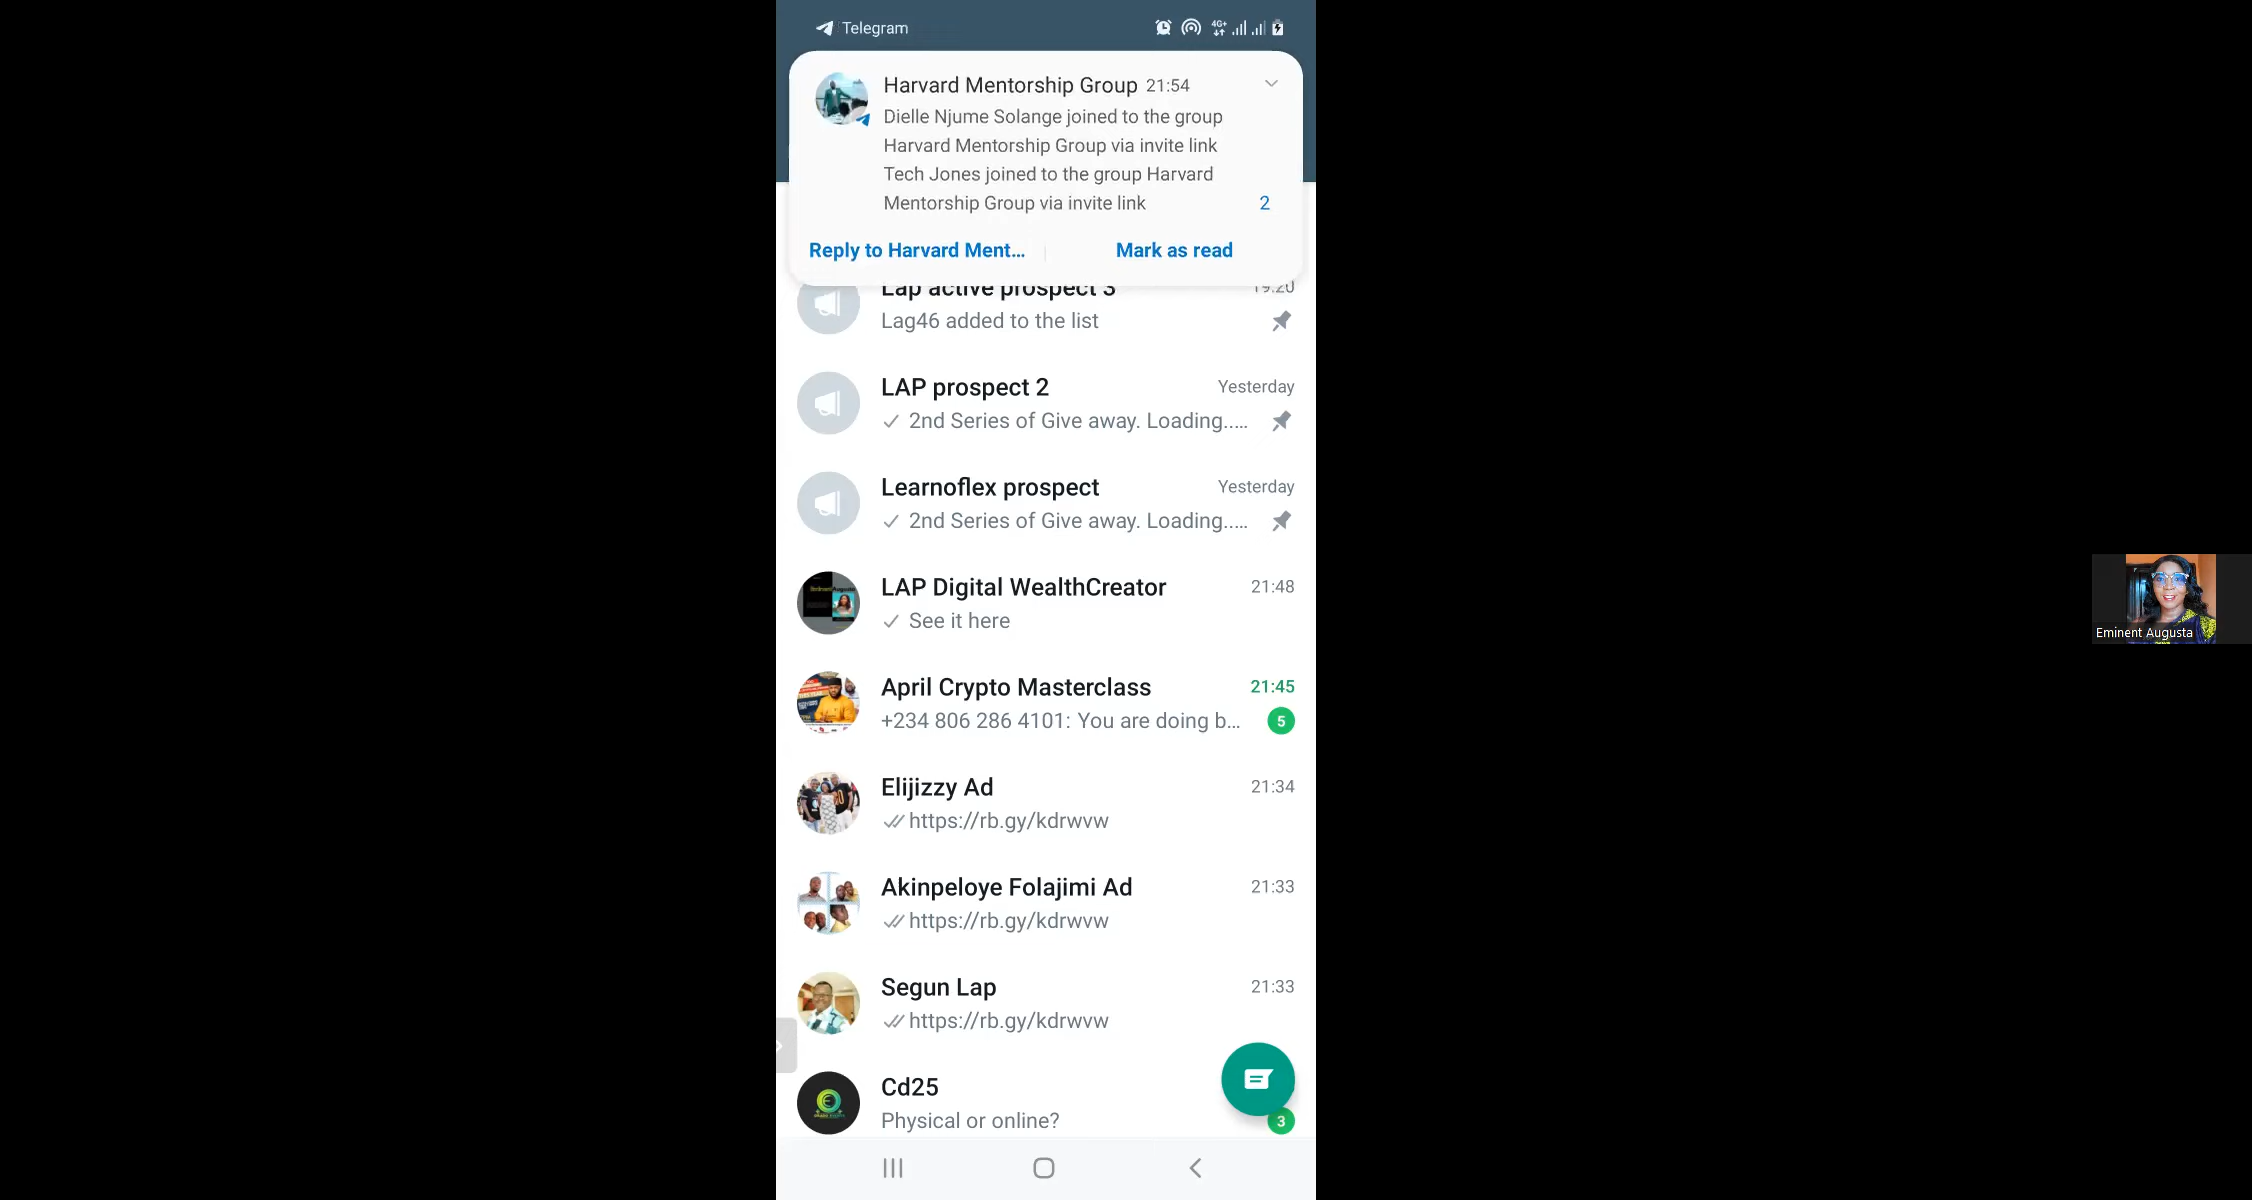 Telegram
4G+
Harvard Mentorship Group 21:54
Dielle Njume Solange joined to the group
Harvard Mentorship Group via invite link
Tech Jones joined to the group Harvard
Mentorship Group via invite link 2
Reply to Harvard Ment... Mark as read
Lap active prospect 3 19:20
Lag46 added to the list
LAP prospect 2 Yesterday
2nd Series of Give away. Loading.....
Learnoflex prospect Yesterday
2nd Series of Give away. Loading.....
LAP Digital WealthCreator 21:48
See it here
April Crypto Masterclass 21:45
+234 806 286 4101: You are doing b... 5
Elijizzy Ad 21:34
https://rb.gy/kdrwvw
Akinpeloye Folajimi Ad 21:33
https://rb.gy/kdrwvw
Segun Lap 21:33
https://rb.gy/kdrwvw
Cd25
Physical or online? 3
Eminent Augusta